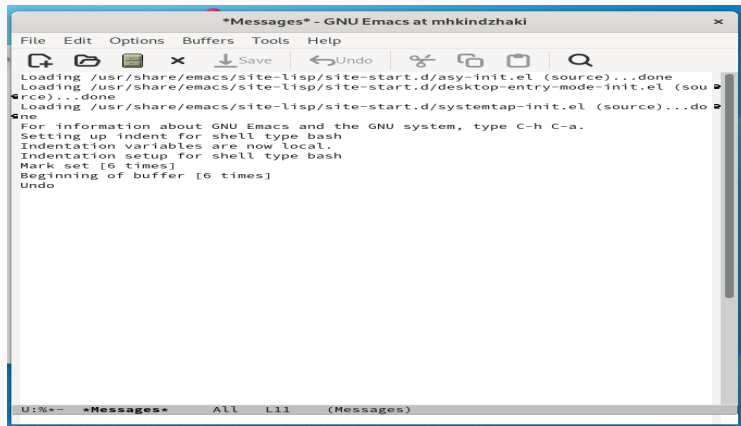 *Messages* - GNU Emacs at mhkindzhaki
File Edit Options Buffers Tools Help
Save Undo
Loading /usr/share/emacs/site-lisp/site-start.d/asy-init.el (source)...done
Loading /usr/share/emacs/site-lisp/site-start.d/desktop-entry-mode-init.el (sou
rce)...done
Loading /usr/share/emacs/site-lisp/site-start.d/systemtap-init.el (source)...do
ne
For information about GNU Emacs and the GNU system, type C-h C-a.
Setting up indent for shell type bash
Indentation variables are now local.
Indentation setup for shell type bash
Mark set [6 times]
Beginning of buffer [6 times]
Undo
U:%*- *Messages* All L11 (Messages)